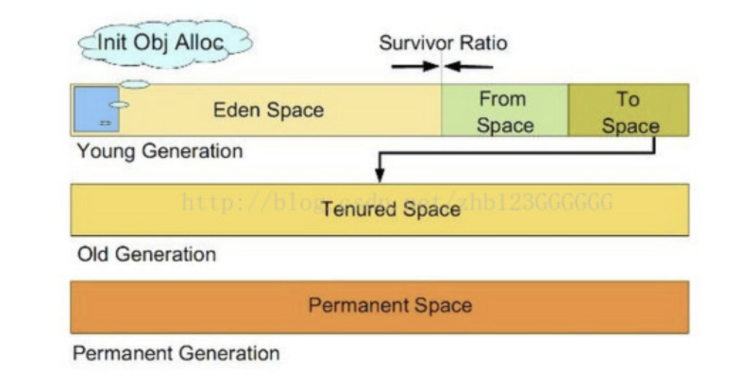 Init Obj Alloc
Survivor Ratio
Eden Space
From
Space
To
Space
Young Generation
http://blog.csdn.net/zhb123GGGGGG
Tenured Space
Old Generation
Permanent Space
Permanent Generation